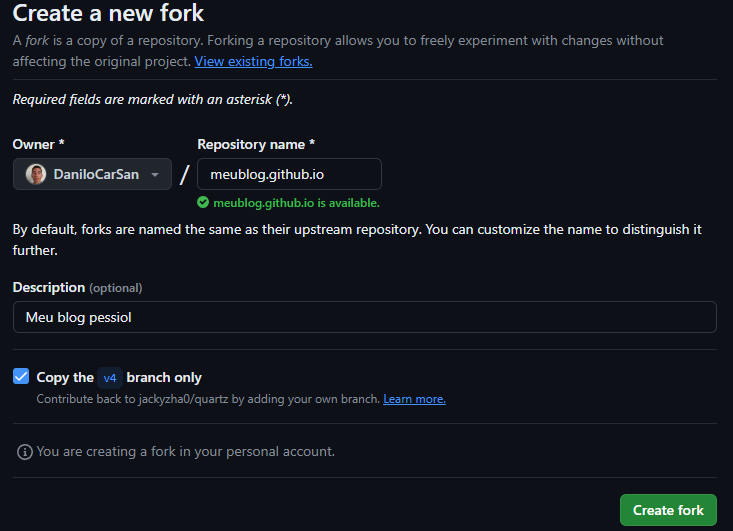 Create a new fork
A fork is a copy of a repository. Forking a repository allows you to freely experiment with changes without
affecting the original project. View existing forks.
Required fields are marked with an asterisk (*).
Owner * Repository name *
DaniloCarSan / meublog.github.io
meublog.github.io is available.
By default, forks are named the same as their upstream repository. You can customize the name to distinguish it
further.
Description (optional)
Meu blog pessiol
Copy the v4 branch only
Contribute back to jackyzha0/quartz by adding your own branch. Learn more.
You are creating a fork in your personal account.
Create fork